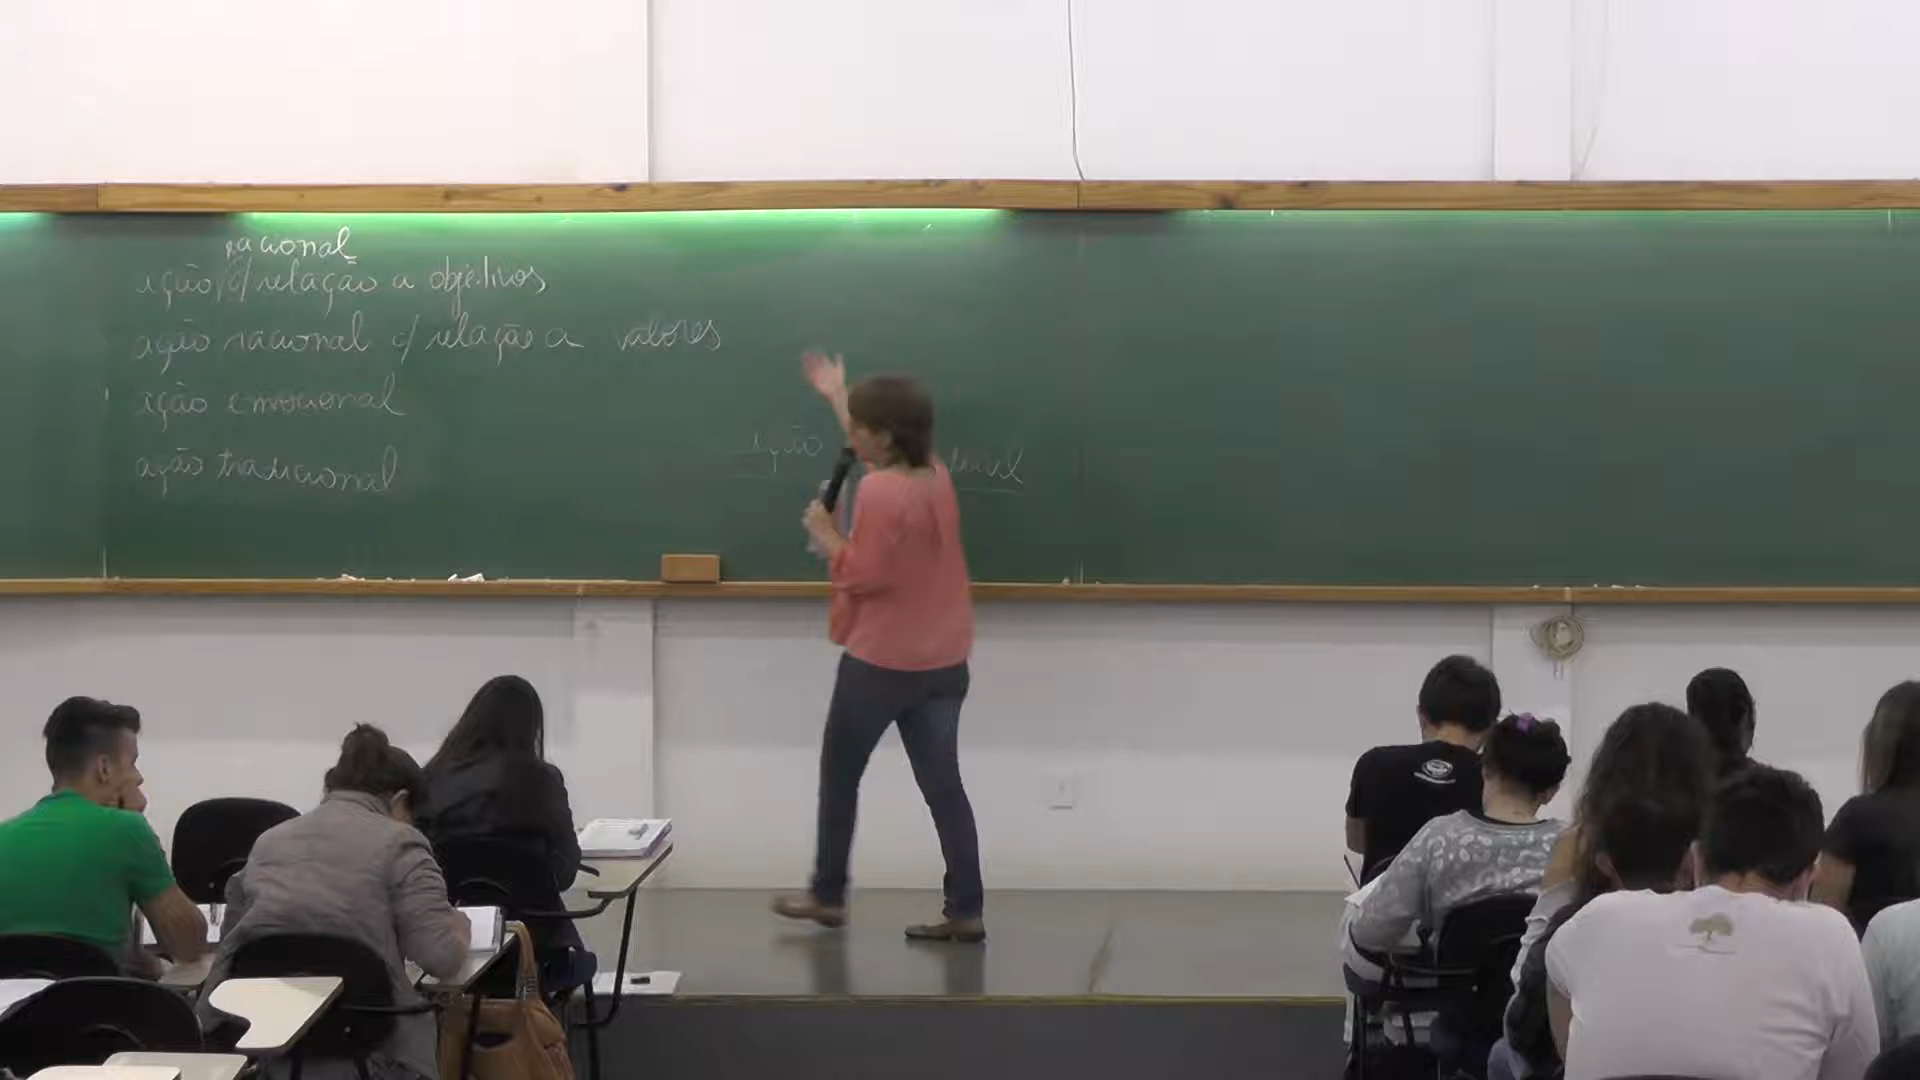 racional
ação c/ relação a objetivos
ação racional c/ relação a valores
ação emocional
ação tradicional
ação